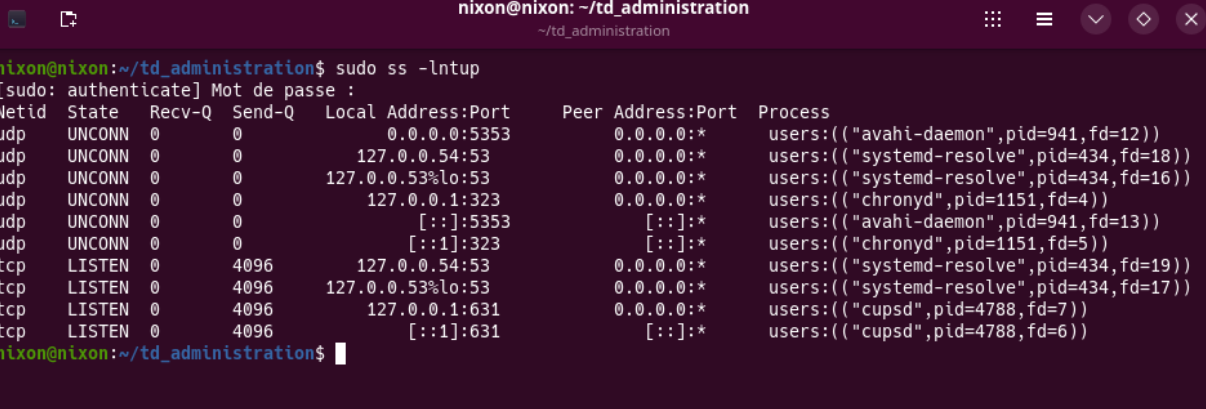 nixon@nixon: ~/td_administration
~/td_administration
nixon@nixon:~/td_administration$ sudo ss -lntup
[sudo: authenticate] Mot de passe :
Netid State Recv-Q Send-Q Local Address:Port Peer Address:Port Process
udp UNCONN 0 0 0.0.0.0:5353 0.0.0.0:* users:(("avahi-daemon",pid=941,fd=12))
udp UNCONN 0 0 127.0.0.54:53 0.0.0.0:* users:(("systemd-resolve",pid=434,fd=18))
udp UNCONN 0 0 127.0.0.53%lo:53 0.0.0.0:* users:(("systemd-resolve",pid=434,fd=16))
udp UNCONN 0 0 127.0.0.1:323 0.0.0.0:* users:(("chronyd",pid=1151,fd=4))
udp UNCONN 0 0 [::]:5353 [::]:* users:(("avahi-daemon",pid=941,fd=13))
udp UNCONN 0 0 [::1]:323 [::]:* users:(("chronyd",pid=1151,fd=5))
tcp LISTEN 0 4096 127.0.0.54:53 0.0.0.0:* users:(("systemd-resolve",pid=434,fd=19))
tcp LISTEN 0 4096 127.0.0.53%lo:53 0.0.0.0:* users:(("systemd-resolve",pid=434,fd=17))
tcp LISTEN 0 4096 127.0.0.1:631 0.0.0.0:* users:(("cupsd",pid=4788,fd=7))
tcp LISTEN 0 4096 [::1]:631 [::]:* users:(("cupsd",pid=4788,fd=6))
nixon@nixon:~/td_administration$